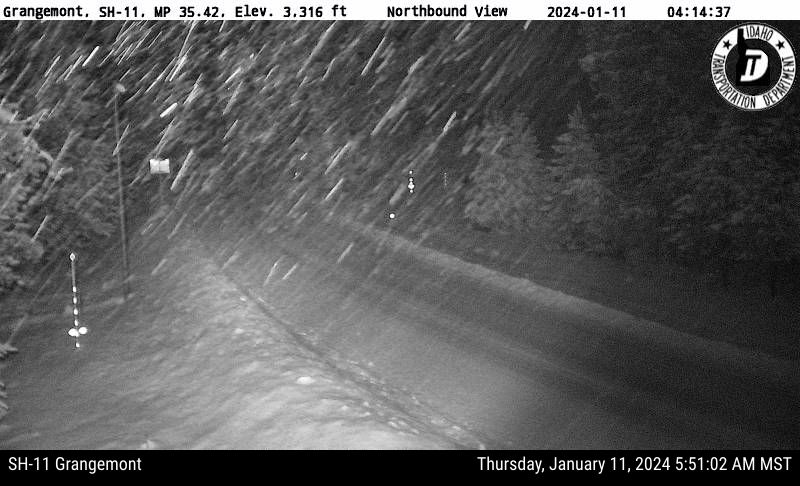 Grangemont, SH-11, MP 35.42, Elev. 3,316 ft Northbound View 2024-01-11 04:14:37
IDAHO
TRANSPORTATION DEPARTMENT
SH-11 Grangemont Thursday, January 11, 2024 5:51:02 AM MST